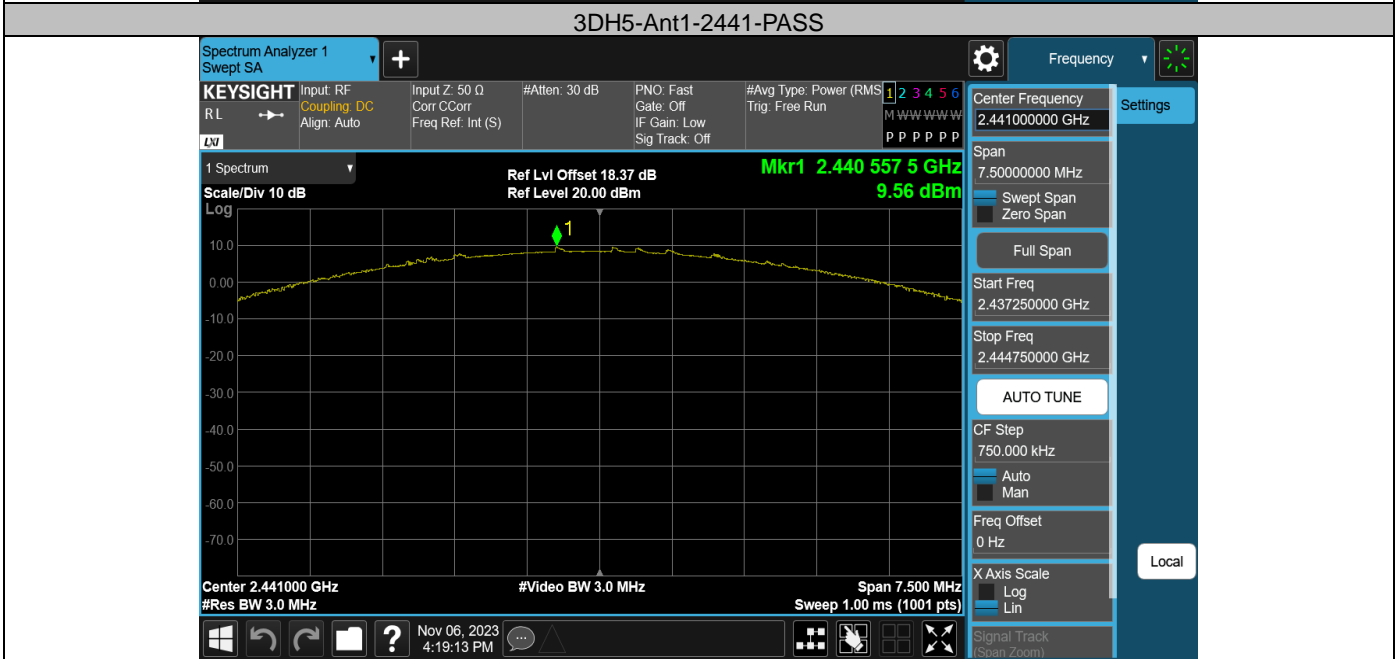 3DH5-Ant1-2441-PASS
Spectrum Analyzer 1
Swept SA
+
Frequency
KEYSIGHT
RL
LXI
Input: RF
Coupling: DC
Align: Auto
Input Z: 50 Ω
Corr CCorr
Freq Ref: Int (S)
#Atten: 30 dB
PNO: Fast
Gate: Off
IF Gain: Low
Sig Track: Off
#Avg Type: Power (RMS
Trig: Free Run
1 2 3 4 5 6
M W W W W W
P P P P P P
1 Spectrum
Scale/Div 10 dB
Ref Lvl Offset 18.37 dB
Ref Level 20.00 dBm
Mkr1 2.440 557 5 GHz
9.56 dBm
Log
1
10.0
0.00
-10.0
-20.0
-30.0
-40.0
-50.0
-60.0
-70.0
Center 2.441000 GHz
#Res BW 3.0 MHz
#Video BW 3.0 MHz
Span 7.500 MHz
Sweep 1.00 ms (1001 pts)
Center Frequency
2.441000000 GHz
Settings
Span
7.50000000 MHz
Swept Span
Zero Span
Full Span
Start Freq
2.437250000 GHz
Stop Freq
2.444750000 GHz
AUTO TUNE
CF Step
750.000 kHz
Auto
Man
Freq Offset
0 Hz
X Axis Scale
Log
Lin
Local
Signal Track
(Span Zoom)
?
Nov 06, 2023
4:19:13 PM